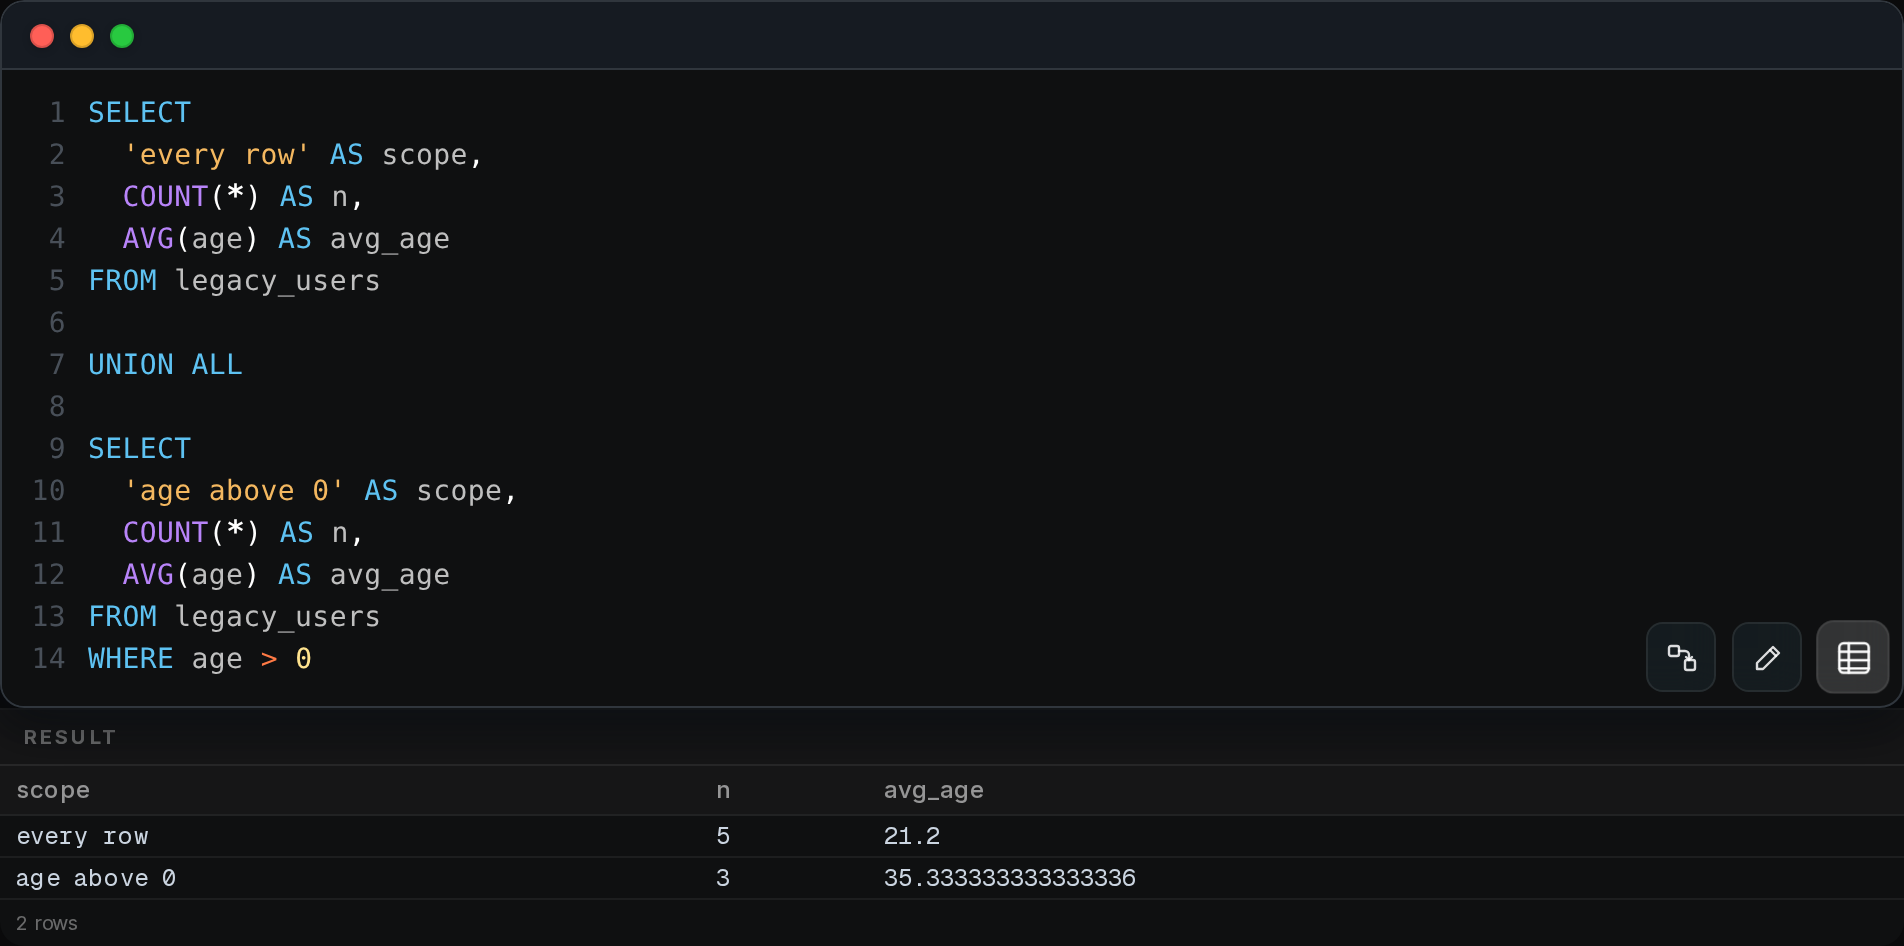 1 SELECT
2   'every row' AS scope,
3   COUNT(*) AS n,
4   AVG(age) AS avg_age
5 FROM legacy_users
6
7 UNION ALL
8
9 SELECT
10   'age above 0' AS scope,
11   COUNT(*) AS n,
12   AVG(age) AS avg_age
13 FROM legacy_users
14 WHERE age > 0
RESULT
scope n avg_age
every row 5 21.2
age above 0 3 35.333333333333336
2 rows